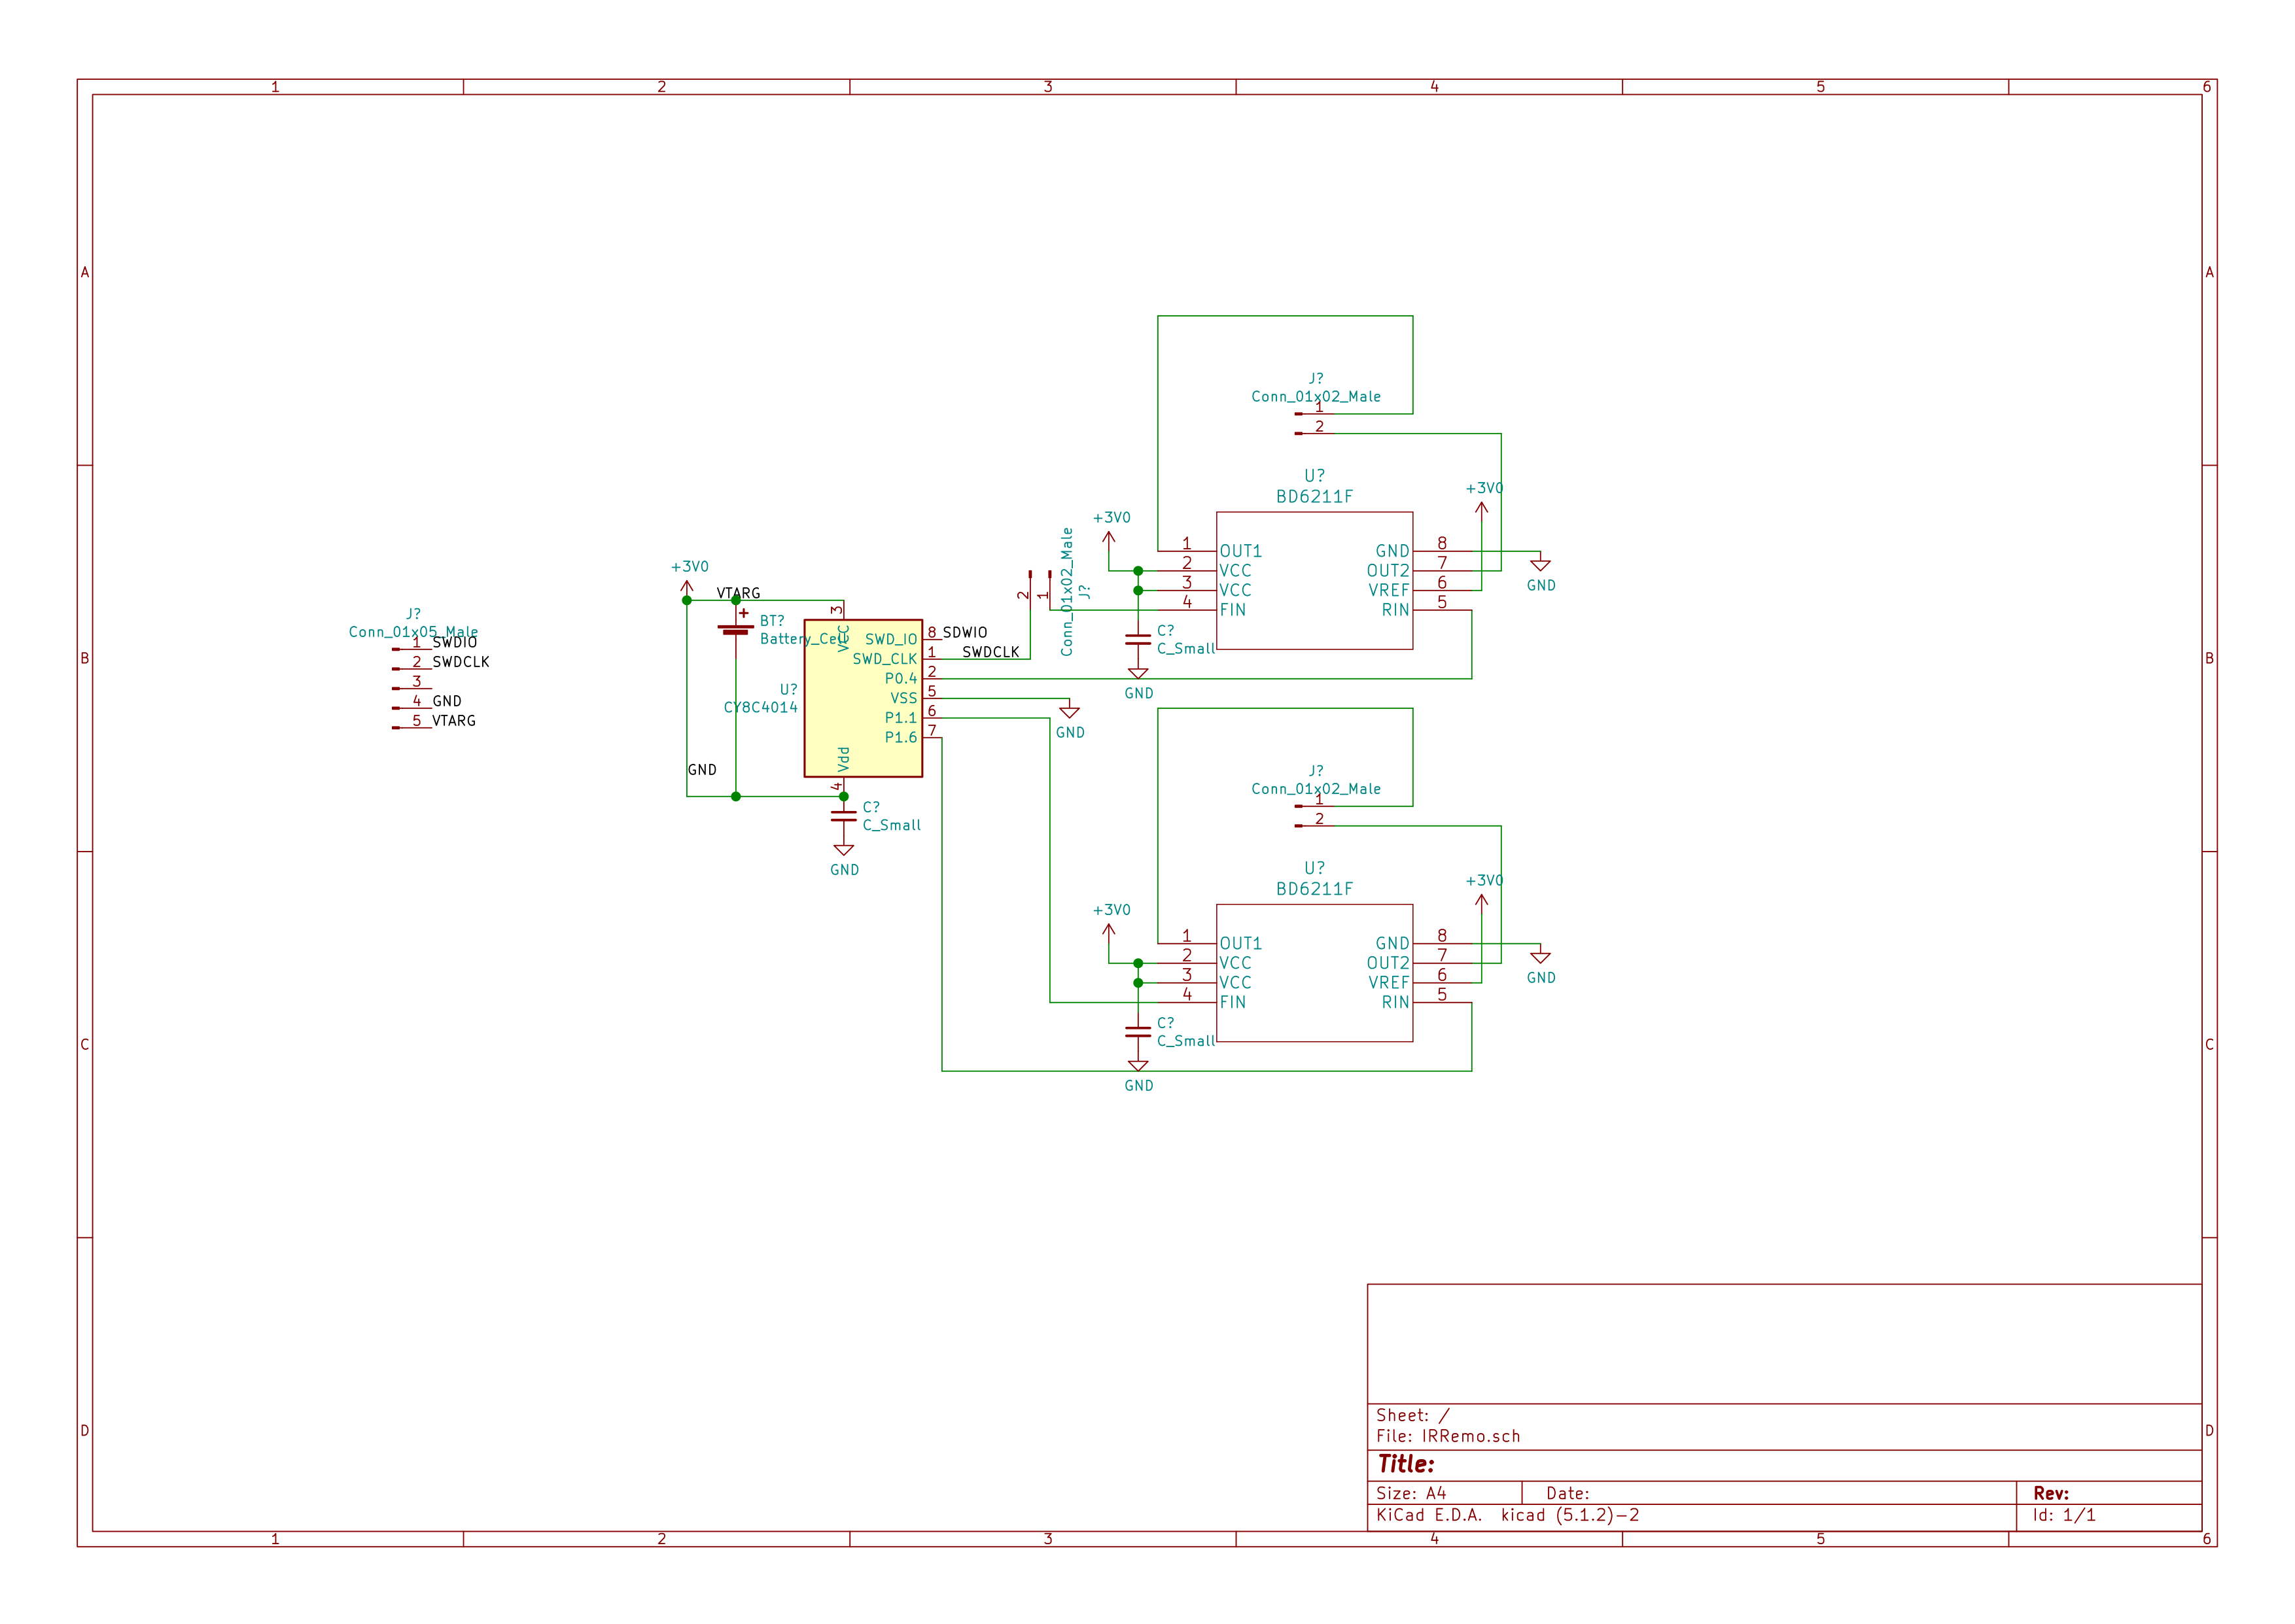 1 2 3 4 5 6
A A
J?
Conn_01x02_Male
1
2
U?
BD6211F
+3V0
+3V0
1 OUT1
2 VCC
3 VCC
4 FIN
GND 8
OUT2 7
VREF 6
RIN 5
GND
C?
C_Small
GND
Conn_01x02_Male
J?
2 1
+3V0
VTARG
BT?
Battery_Cell
+
3
VCC
SWD_IO 8 SDWIO
SWD_CLK 1 SWDCLK
P0.4 2
VSS 5
P1.1 6
P1.6 7
U?
CY8C4014
Vdd
4
GND
GND
C?
C_Small
GND
J?
Conn_01x05_Male
1 SWDIO
2 SWDCLK
3
4 GND
5 VTARG
B B
J?
Conn_01x02_Male
1
2
U?
BD6211F
+3V0
+3V0
1 OUT1
2 VCC
3 VCC
4 FIN
GND 8
OUT2 7
VREF 6
RIN 5
GND
C?
C_Small
GND
C C
D D
Sheet: /
File: IRRemo.sch
Title:
Size: A4 Date: Rev:
KiCad E.D.A. kicad (5.1.2)-2 Id: 1/1
1 2 3 4 5 6